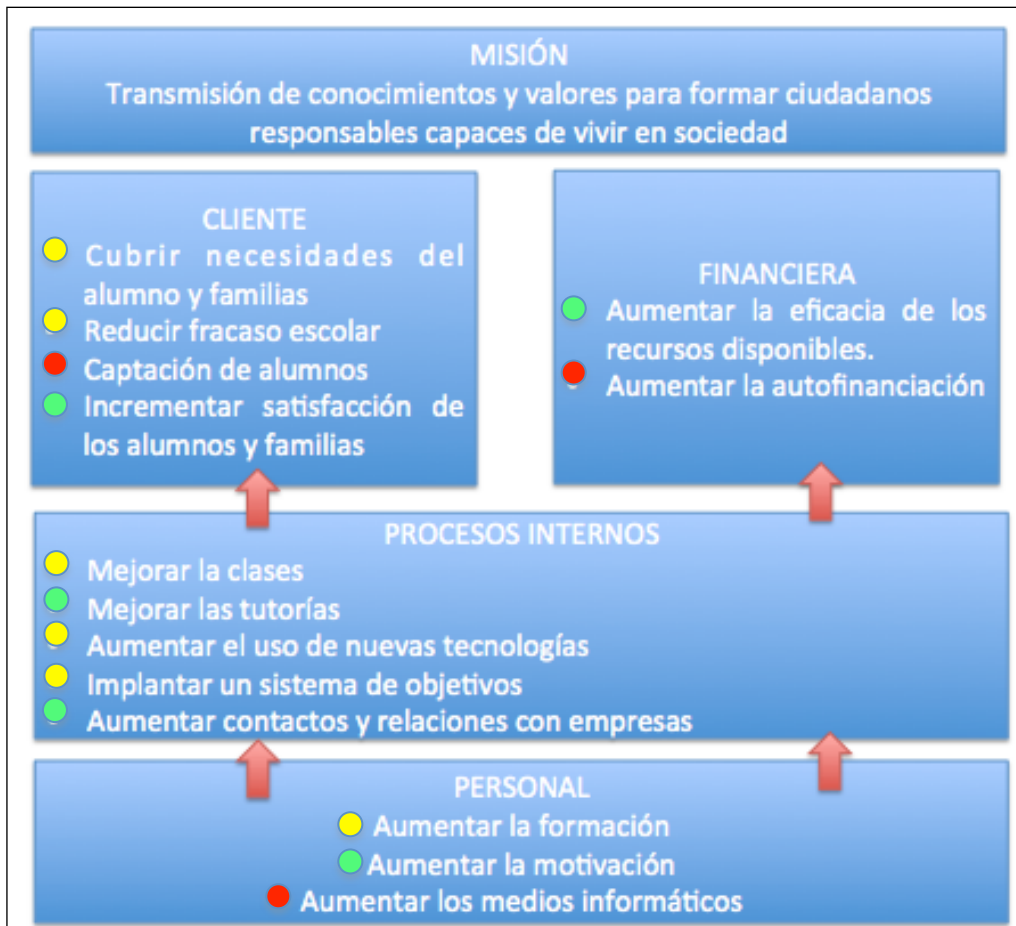 MISIÓN
Transmisión de conocimientos y valores para formar ciudadanos
responsables capaces de vivir en sociedad
CLIENTE
Cubrir necesidades del
alumno y familias
Reducir fracaso escolar
Captación de alumnos
Incrementar satisfacción de
los alumnos y familias
FINANCIERA
Aumentar la eficacia de los
recursos disponibles.
Aumentar la autofinanciación
PROCESOS INTERNOS
Mejorar la clases
Mejorar las tutorías
Aumentar el uso de nuevas tecnologías
Implantar un sistema de objetivos
Aumentar contactos y relaciones con empresas
PERSONAL
Aumentar la formación
Aumentar la motivación
Aumentar los medios informáticos